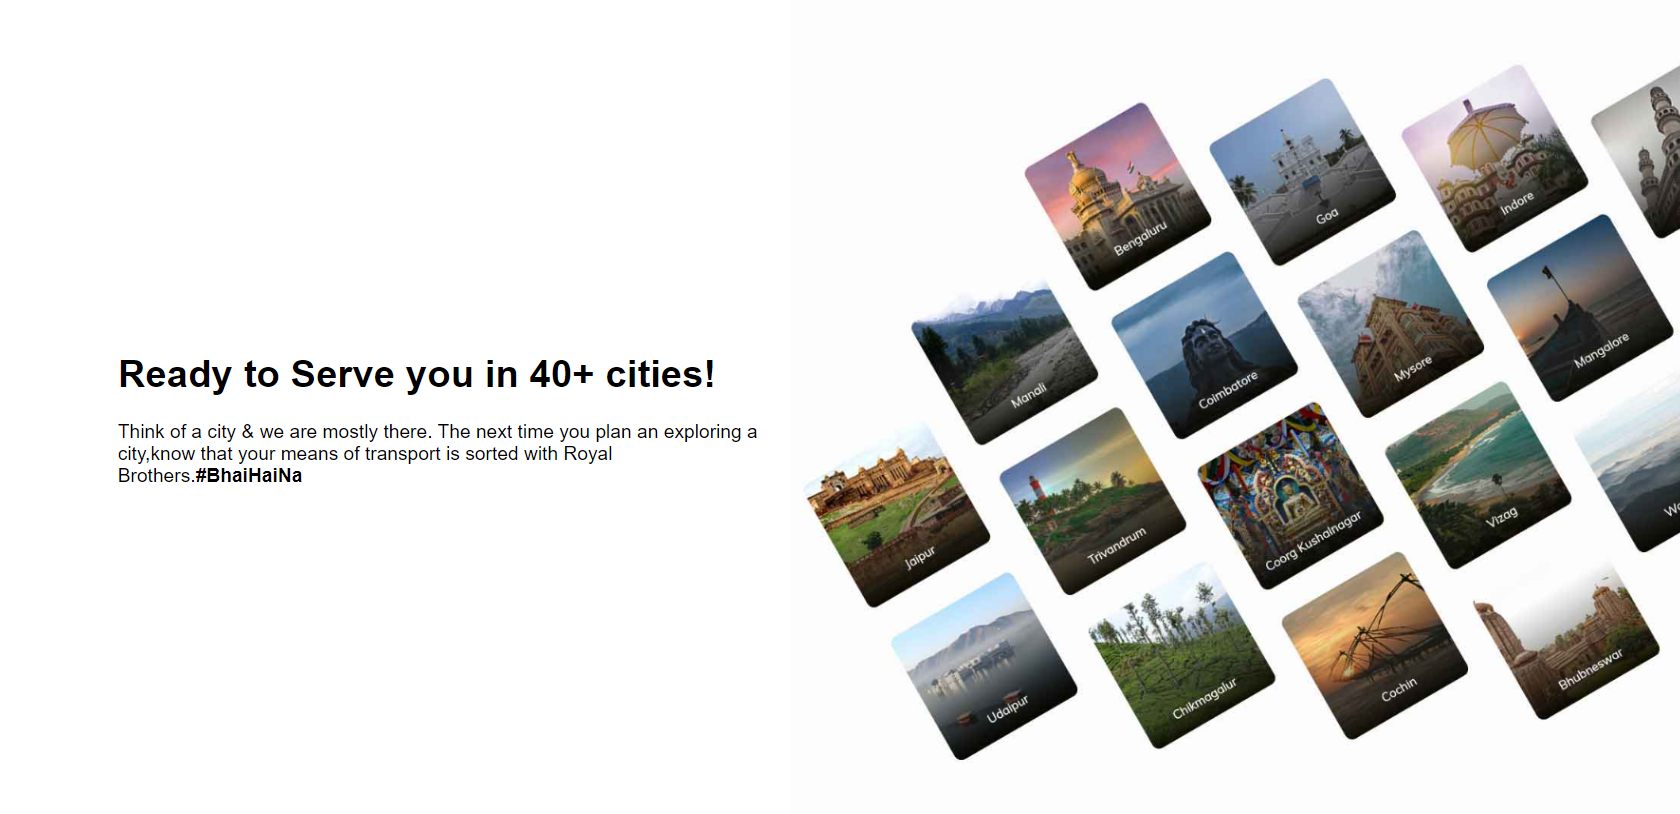 Ready to Serve you in 40+ cities!
Think of a city & we are mostly there. The next time you plan an exploring a
city,know that your means of transport is sorted with Royal
Brothers.#BhaiHaiNa
Bengaluru
Goa
Indore
Manali
Coimbatore
Mysore
Mangalore
Jaipur
Trivandrum
Coorg Kushalnagar
Vizag
Udaipur
Chikmagalur
Cochin
Bhubneswar